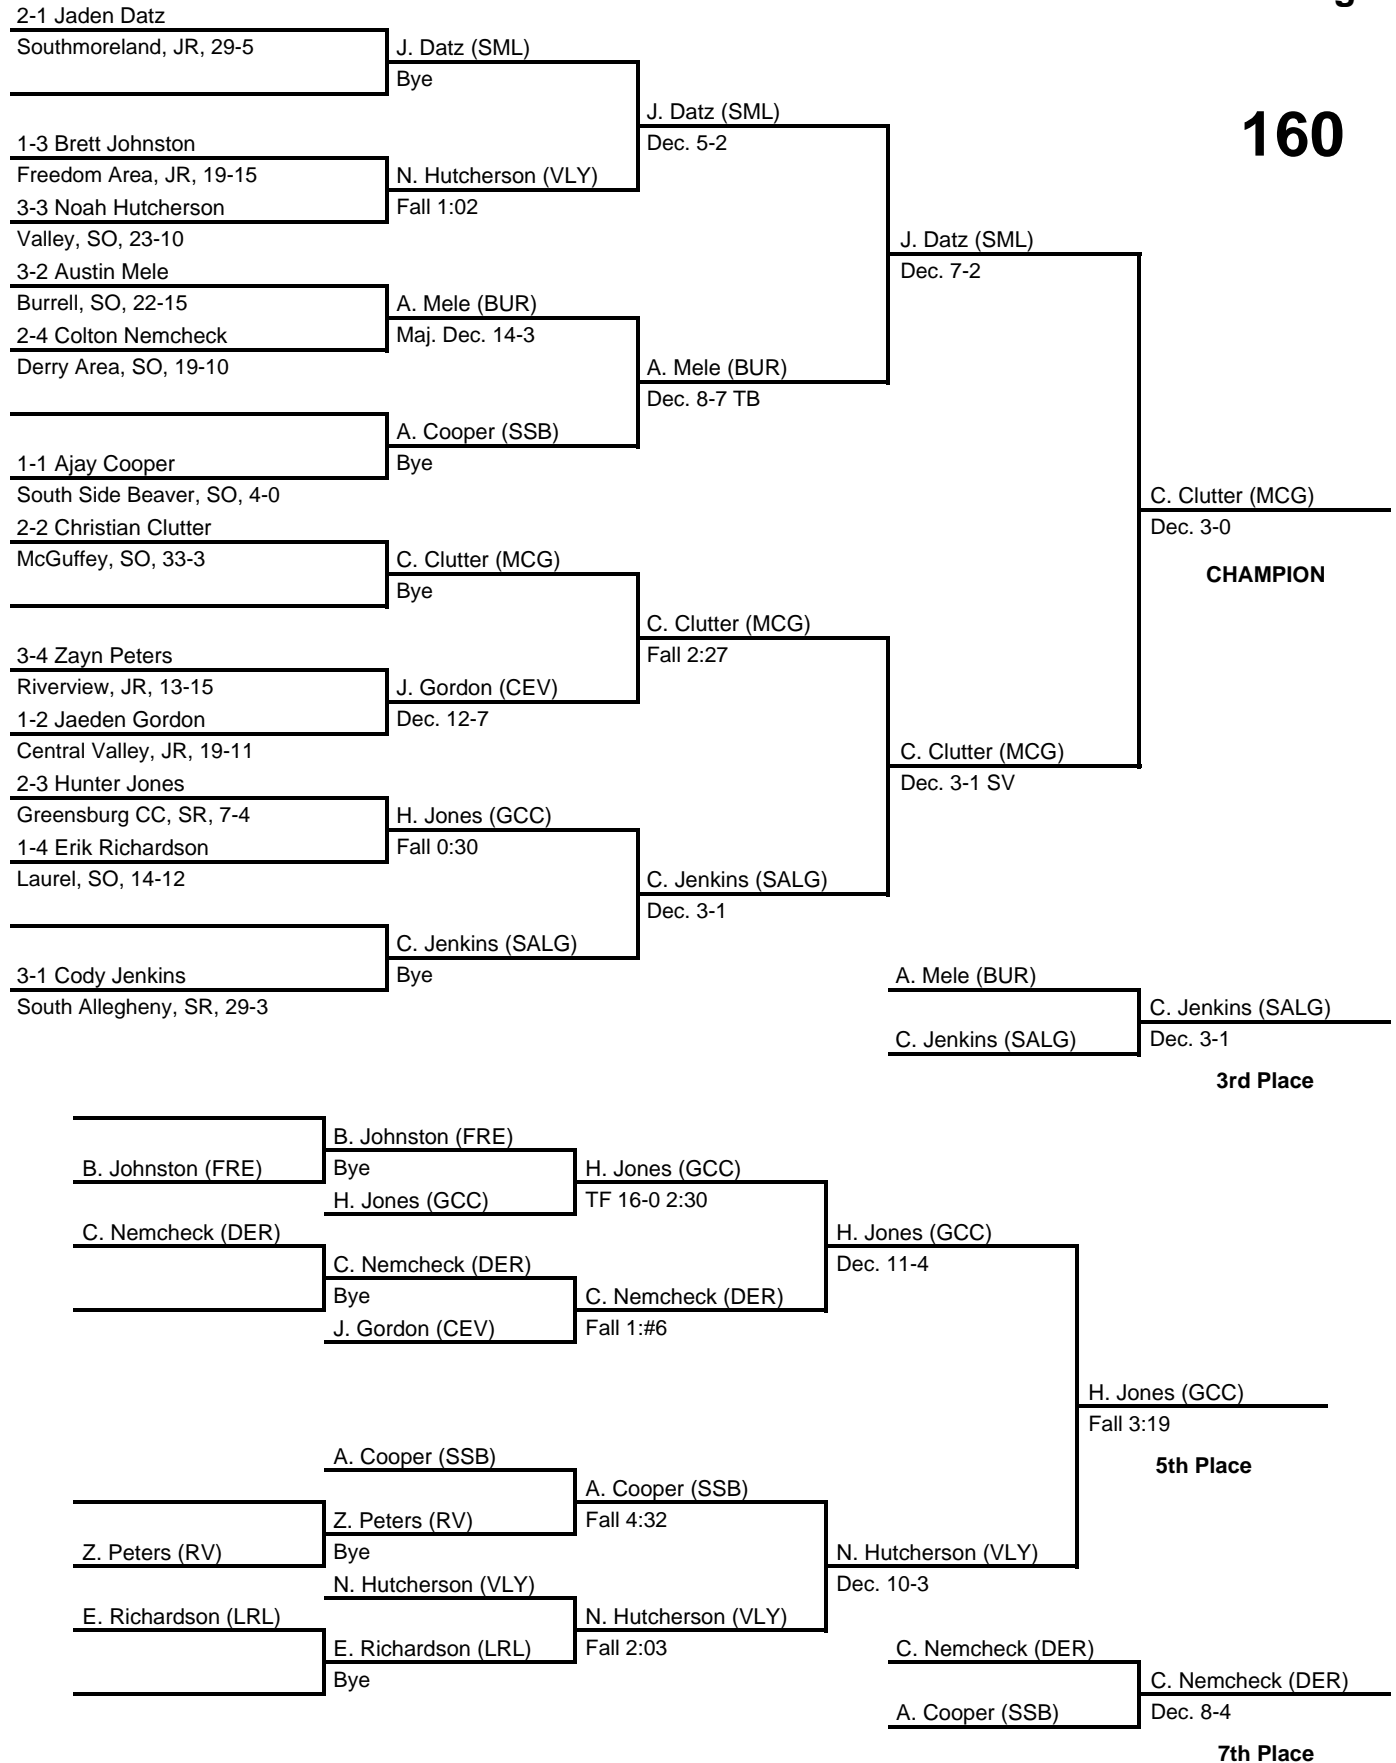 2-1 Jaden Datz
Southmoreland, JR, 29-5
J. Datz (SML)
Bye
J. Datz (SML)
Dec. 5-2
160
1-3 Brett Johnston
Freedom Area, JR, 19-15
N. Hutcherson (VLY)
3-3 Noah Hutcherson
Fall 1:02
Valley, SO, 23-10
J. Datz (SML)
Dec. 7-2
3-2 Austin Mele
Burrell, SO, 22-15
A. Mele (BUR)
2-4 Colton Nemcheck
Maj. Dec. 14-3
Derry Area, SO, 19-10
A. Mele (BUR)
Dec. 8-7 TB
A. Cooper (SSB)
1-1 Ajay Cooper
Bye
South Side Beaver, SO, 4-0
C. Clutter (MCG)
Dec. 3-0
CHAMPION
2-2 Christian Clutter
McGuffey, SO, 33-3
C. Clutter (MCG)
Bye
C. Clutter (MCG)
Fall 2:27
3-4 Zayn Peters
Riverview, JR, 13-15
J. Gordon (CEV)
1-2 Jaeden Gordon
Dec. 12-7
Central Valley, JR, 19-11
C. Clutter (MCG)
Dec. 3-1 SV
2-3 Hunter Jones
Greensburg CC, SR, 7-4
H. Jones (GCC)
1-4 Erik Richardson
Fall 0:30
Laurel, SO, 14-12
C. Jenkins (SALG)
Dec. 3-1
C. Jenkins (SALG)
3-1 Cody Jenkins
Bye
South Allegheny, SR, 29-3
A. Mele (BUR)
C. Jenkins (SALG)
C. Jenkins (SALG)
Dec. 3-1
3rd Place
B. Johnston (FRE)
B. Johnston (FRE)
Bye
H. Jones (GCC)
H. Jones (GCC)
TF 16-0 2:30
C. Nemcheck (DER)
H. Jones (GCC)
Dec. 11-4
C. Nemcheck (DER)
Bye
C. Nemcheck (DER)
J. Gordon (CEV)
Fall 1:#6
H. Jones (GCC)
Fall 3:19
5th Place
A. Cooper (SSB)
A. Cooper (SSB)
Z. Peters (RV)
Fall 4:32
Z. Peters (RV)
Bye
N. Hutcherson (VLY)
Dec. 10-3
N. Hutcherson (VLY)
E. Richardson (LRL)
N. Hutcherson (VLY)
E. Richardson (LRL)
Fall 2:03
Bye
C. Nemcheck (DER)
C. Nemcheck (DER)
A. Cooper (SSB)
Dec. 8-4
7th Place